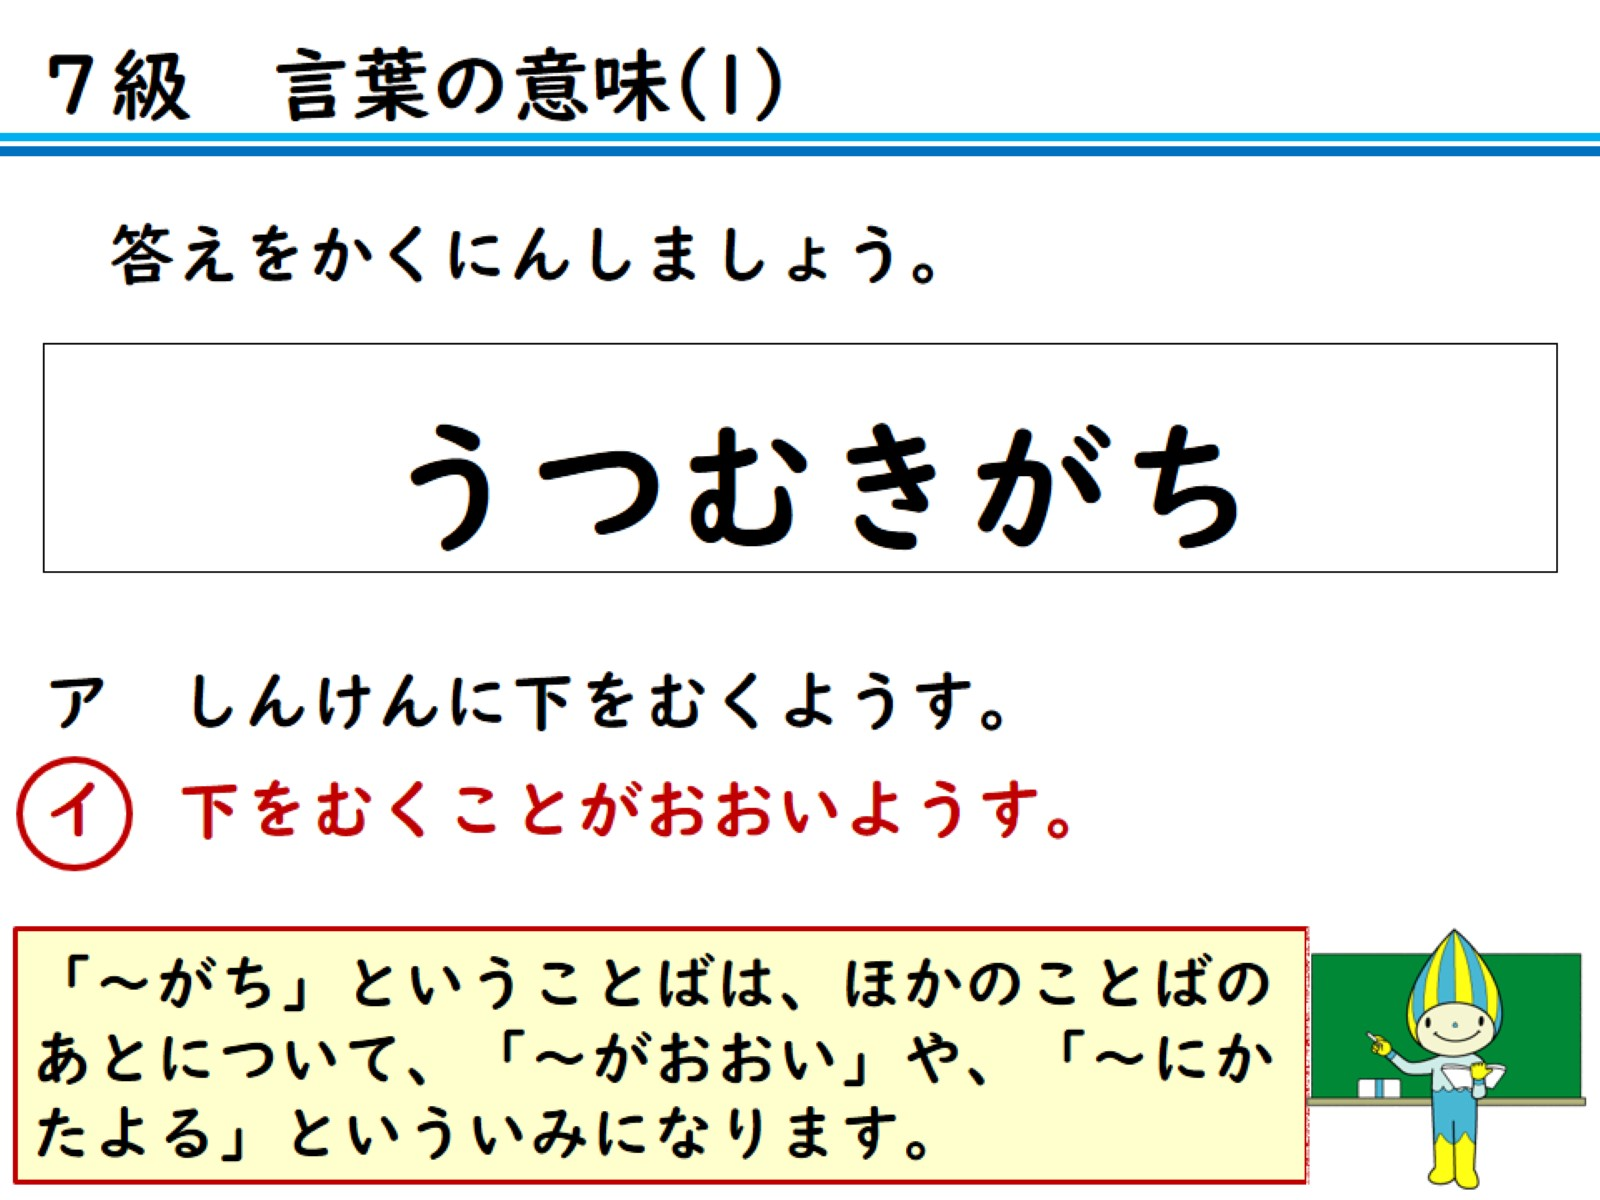 ７級　言葉の意味(1)
答えをかくにんしましょう。
うつむきがち
ア　しんけんに下をむくようす。
イ　下をむくことがおおいようす。
「～がち」ということばは、ほかのことばの
あとについて、「～がおおい」や、「～にか
たよる」といういみになります。